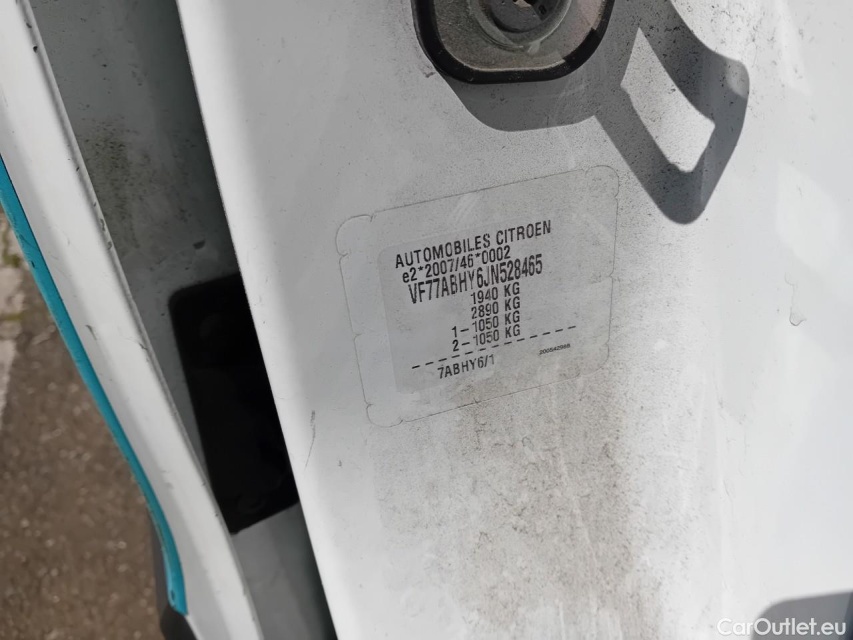 AUTOMOBILES CITROEN
e2*2007/46*0002
VF77ABHY6JN528465
1940 KG
2890 KG
1-1050 KG
2-1050 KG
7ABHY6/1
CarOutlet.eu